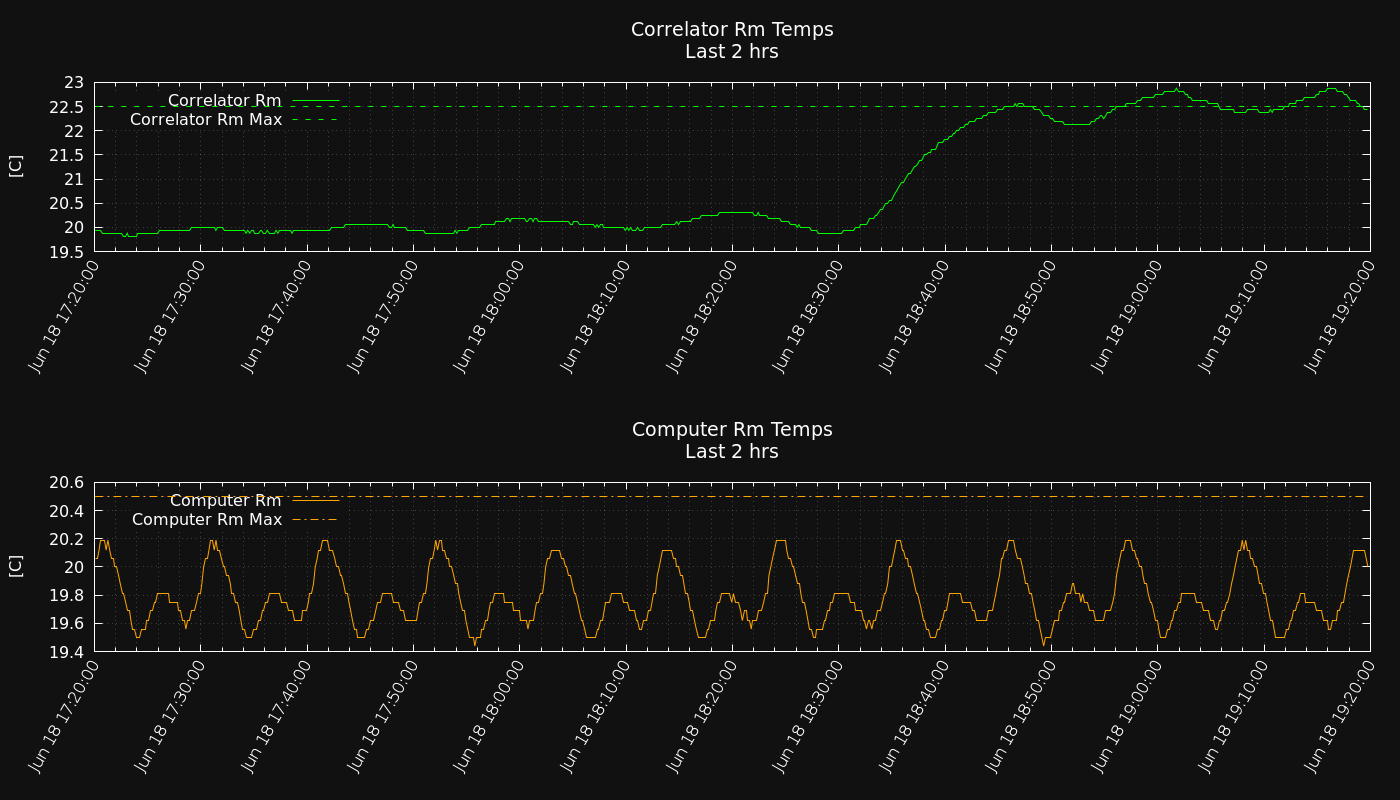 Correlator Rm Temps
Last 2 hrs
23
22.5
22
21.5
21
20.5
20
19.5
[C]
Correlator Rm
Correlator Rm Max
Jun 18 17:20:00
Jun 18 17:30:00
Jun 18 17:40:00
Jun 18 17:50:00
Jun 18 18:00:00
Jun 18 18:10:00
Jun 18 18:20:00
Jun 18 18:30:00
Jun 18 18:40:00
Jun 18 18:50:00
Jun 18 19:00:00
Jun 18 19:10:00
Jun 18 19:20:00
Computer Rm Temps
Last 2 hrs
20.6
20.4
20.2
20
19.8
19.6
19.4
[C]
Computer Rm
Computer Rm Max
Jun 18 17:20:00
Jun 18 17:30:00
Jun 18 17:40:00
Jun 18 17:50:00
Jun 18 18:00:00
Jun 18 18:10:00
Jun 18 18:20:00
Jun 18 18:30:00
Jun 18 18:40:00
Jun 18 18:50:00
Jun 18 19:00:00
Jun 18 19:10:00
Jun 18 19:20:00